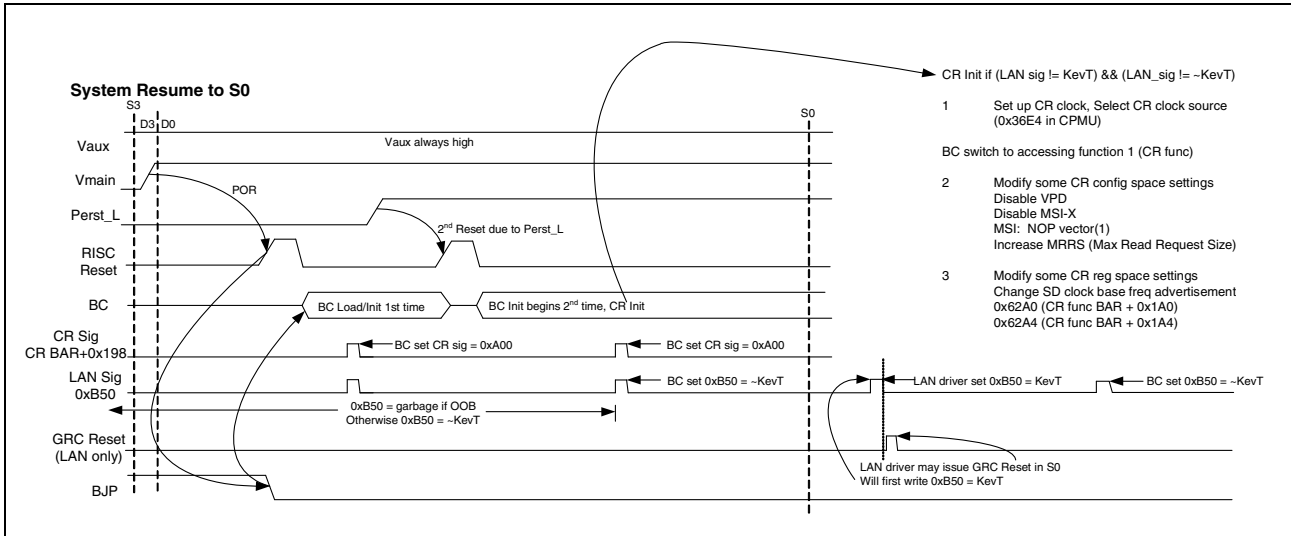 System Resume to S0
S3
D3 D0
S0
Vaux
Vaux always high
Vmain
POR
Perst_L
2nd Reset due to Perst_L
RISC
Reset
BC
BC Load/Init 1st time
BC Init begins 2nd time, CR Init
CR Sig
CR BAR+0x198
BC set CR sig = 0xA00
BC set CR sig = 0xA00
LAN Sig
0xB50
BC set 0xB50 = ~KevT
LAN driver set 0xB50 = KevT
BC set 0xB50 = ~KevT
0xB50 = garbage if OOB
Otherwise 0xB50 = ~KevT
GRC Reset
(LAN only)
LAN driver may issue GRC Reset in S0
Will first write 0xB50 = KevT
BJP
CR Init if (LAN sig != KevT) && (LAN_sig != ~KevT)
1 Set up CR clock, Select CR clock source
(0x36E4 in CPMU)
BC switch to accessing function 1 (CR func)
2 Modify some CR config space settings
Disable VPD
Disable MSI-X
MSI: NOP vector(1)
Increase MRRS (Max Read Request Size)
3 Modify some CR reg space settings
Change SD clock base freq advertisement
0x62A0 (CR func BAR + 0x1A0)
0x62A4 (CR func BAR + 0x1A4)